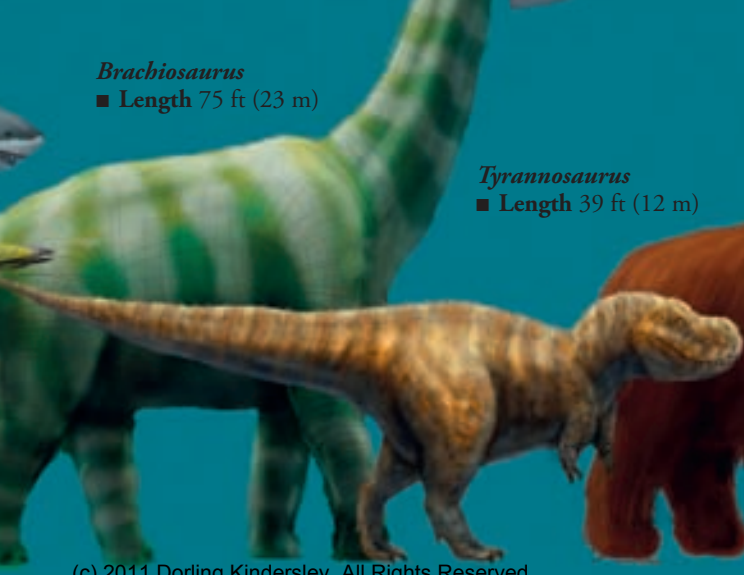 Brachiosaurus
■ Length 75 ft (23 m)
Tyrannosaurus
■ Length 39 ft (12 m)
(c) 2011 Dorling Kindersley. All Rights Reserved.